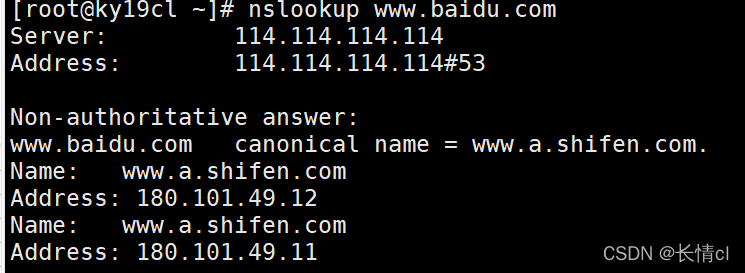 [root@ky19cl ~]# nslookup www.baidu.com
Server:         114.114.114.114
Address:        114.114.114.114#53
Non-authoritative answer:
www.baidu.com   canonical name = www.a.shifen.com.
Name:   www.a.shifen.com
Address: 180.101.49.12
Name:   www.a.shifen.com
Address: 180.101.49.11
CSDN @长情cl